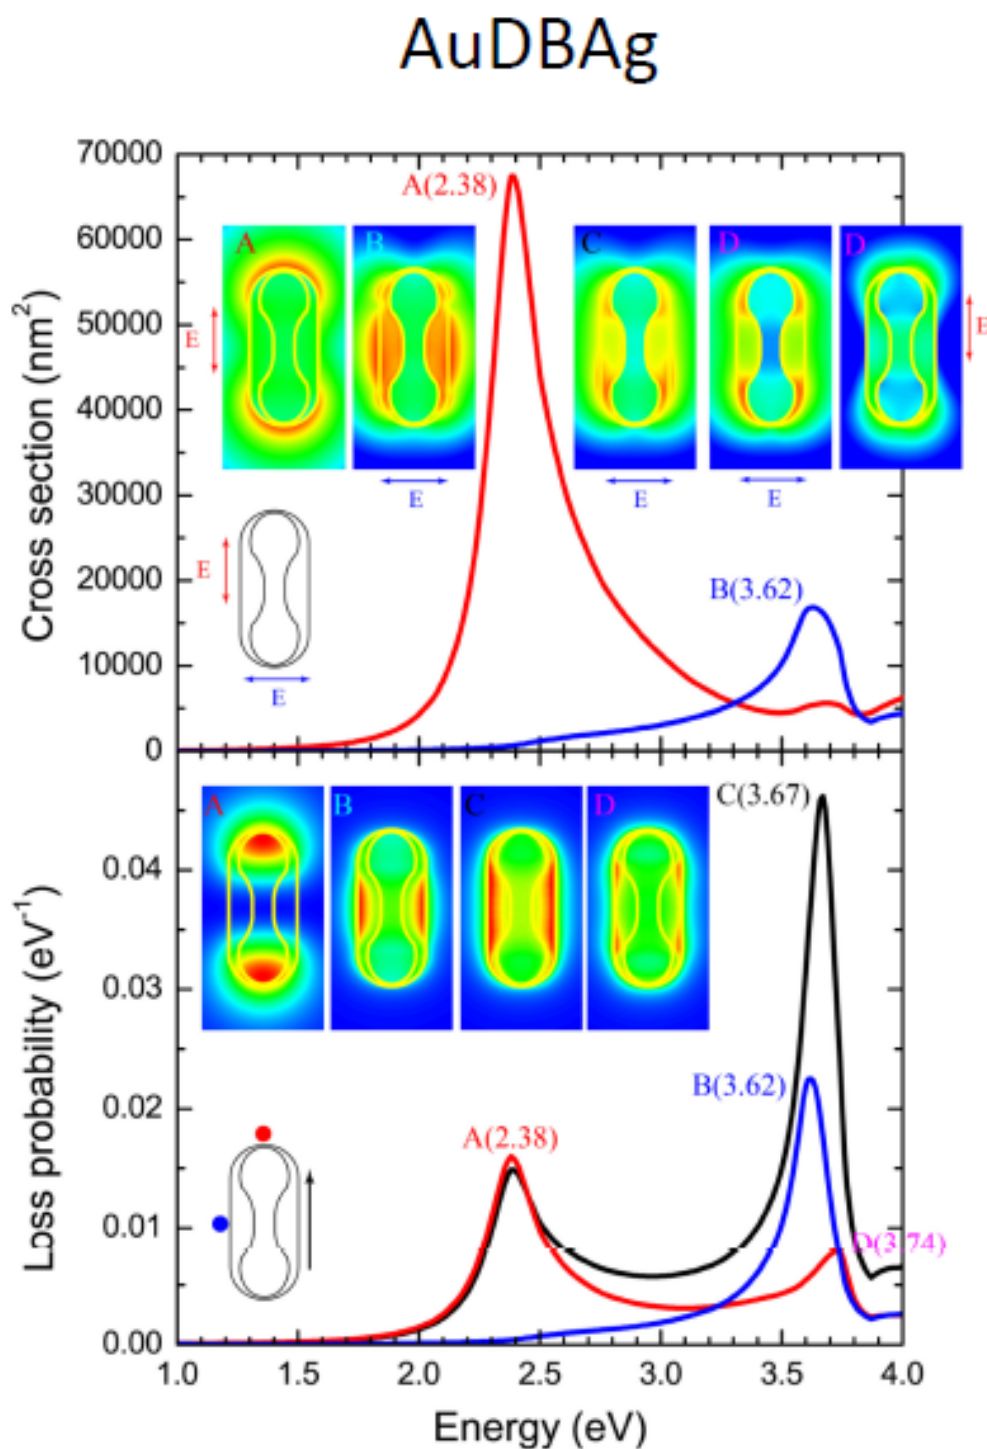 AuDBAg
70000
60000
50000
40000
30000
20000
10000
0
Cross section (nm²)
A(2.38)
A
B
C
D
D
E
E
E
E
E
E
E
B(3.62)
0.04
0.03
0.02
0.01
0.00
Loss probability (eV⁻¹)
A
B
C
D
C(3.67)
B(3.62)
A(2.38)
D(3.74)
1.0
1.5
2.0
2.5
3.0
3.5
4.0
Energy (eV)